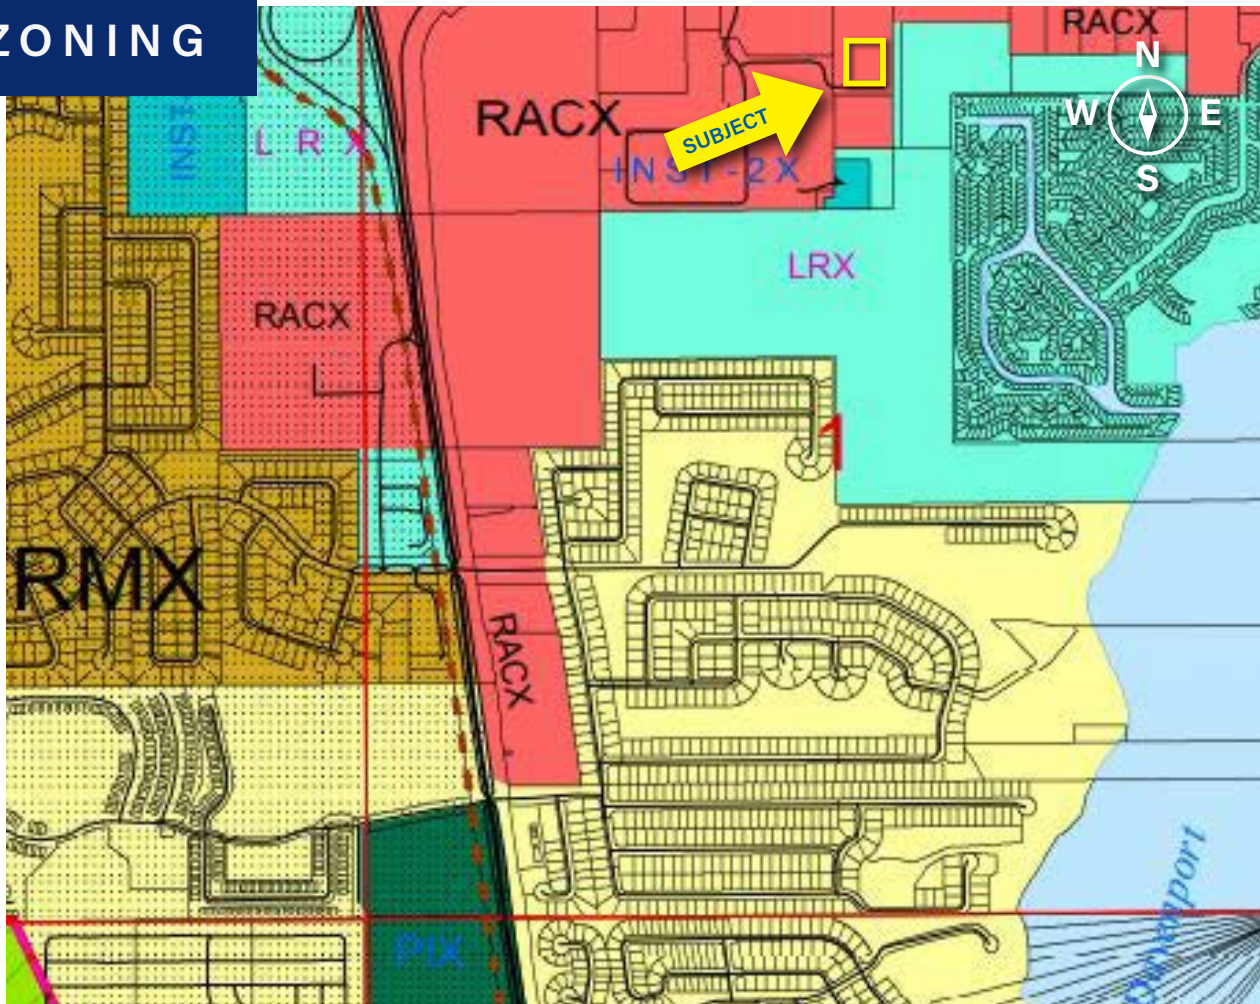 ZONING
RACX
N
W E
S
RACX
SUBJECT
INST
LRX
INST-2X
LRX
RACX
1
RMX
RACX
PIX